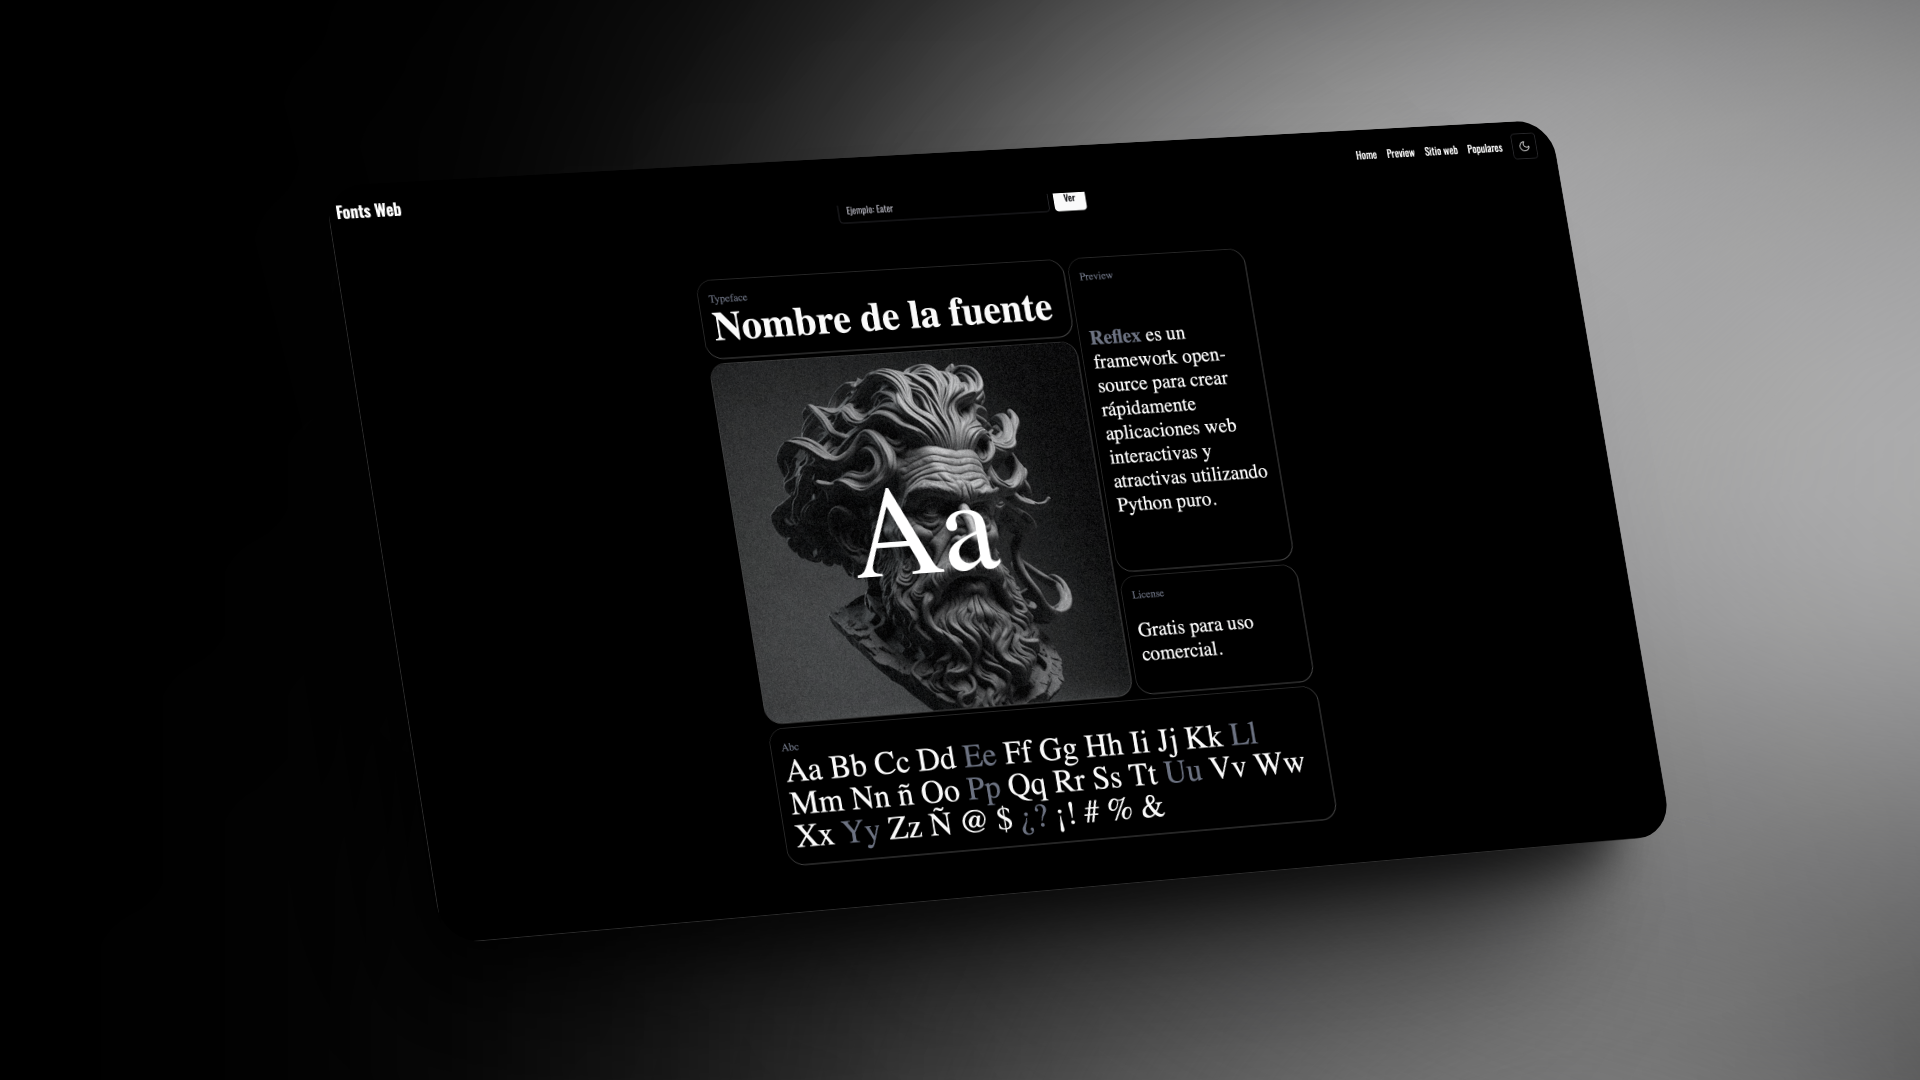 Fonts Web
Home Preview Sitio web Populares
Ejemplo: Eater
Ver
Typeface
Nombre de la fuente
Aa
Preview
Reflex es un
framework open-
source para crear
rápidamente
aplicaciones web
interactivas y
atractivas utilizando
Python puro.
License
Gratis para uso
comercial.
Abc
Aa Bb Cc Dd Ee Ff Gg Hh Ii Jj Kk Ll
Mm Nn ñ Oo Pp Qq Rr Ss Tt Uu Vv Ww
Xx Yy Zz Ñ @ $ ¿? ¡! # % &